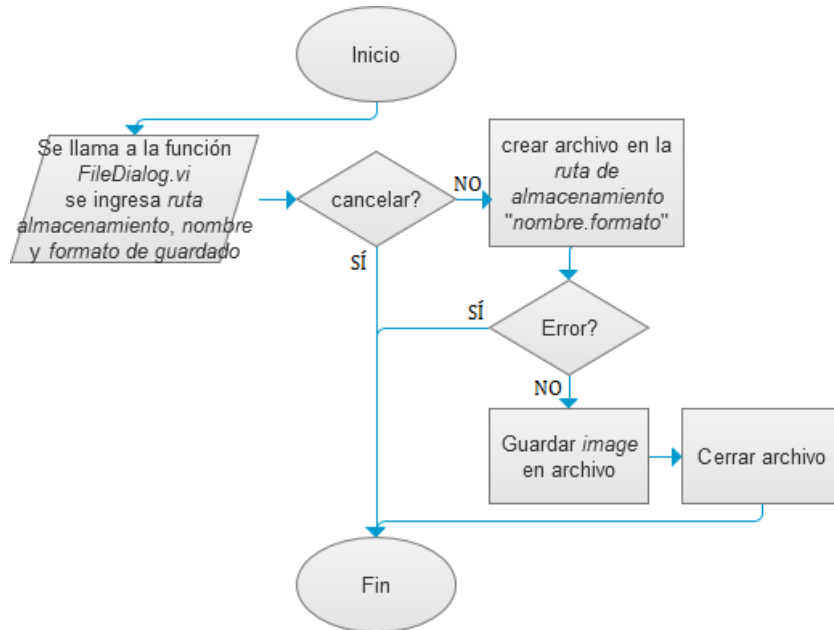 Inicio
Se llama a la función
FileDialog.vi
se ingresa ruta
almacenamiento, nombre
y formato de guardado
cancelar?
NO
crear archivo en la
ruta de
almacenamiento
"nombre.formato"
SÍ
SÍ
Error?
NO
Guardar image
en archivo
Cerrar archivo
Fin